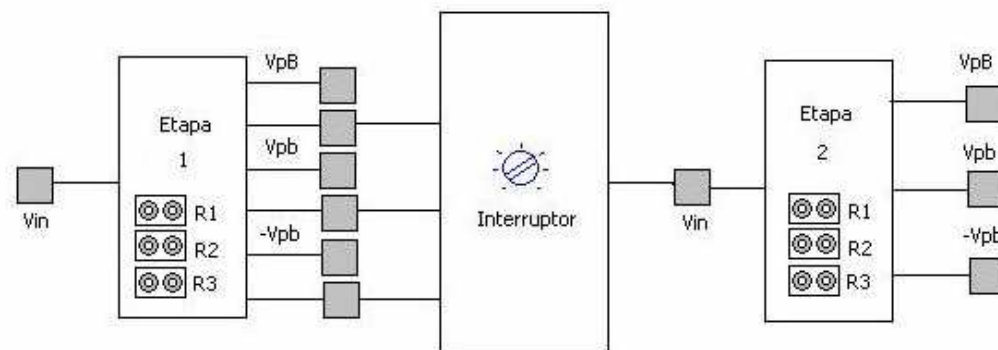 Vin
Etapa
1
R1
R2
R3
VpB
Vpb
-Vpb
Interruptor
Vin
Etapa
2
R1
R2
R3
VpB
Vpb
-Vpb